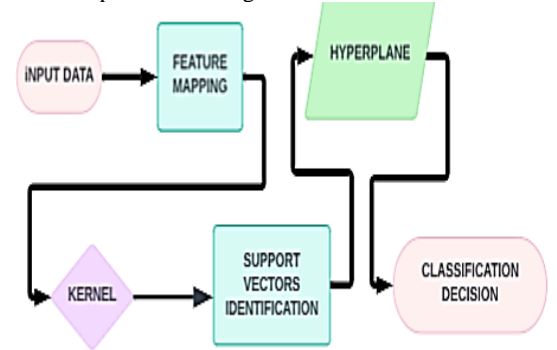 iNPUT DATA
FEATURE
MAPPING
KERNEL
SUPPORT
VECTORS
IDENTIFICATION
HYPERPLANE
CLASSIFICATION
DECISION